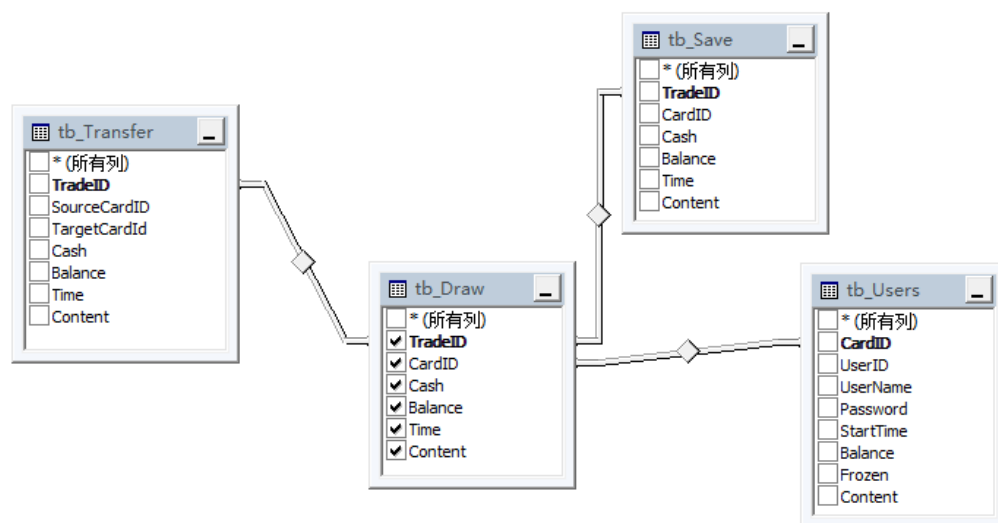 tb_Transfer
* (所有列)
TradeID
SourceCardID
TargetCardId
Cash
Balance
Time
Content
tb_Save
* (所有列)
TradeID
CardID
Cash
Balance
Time
Content
tb_Draw
* (所有列)
TradeID
CardID
Cash
Balance
Time
Content
tb_Users
* (所有列)
CardID
UserID
UserName
Password
StartTime
Balance
Frozen
Content